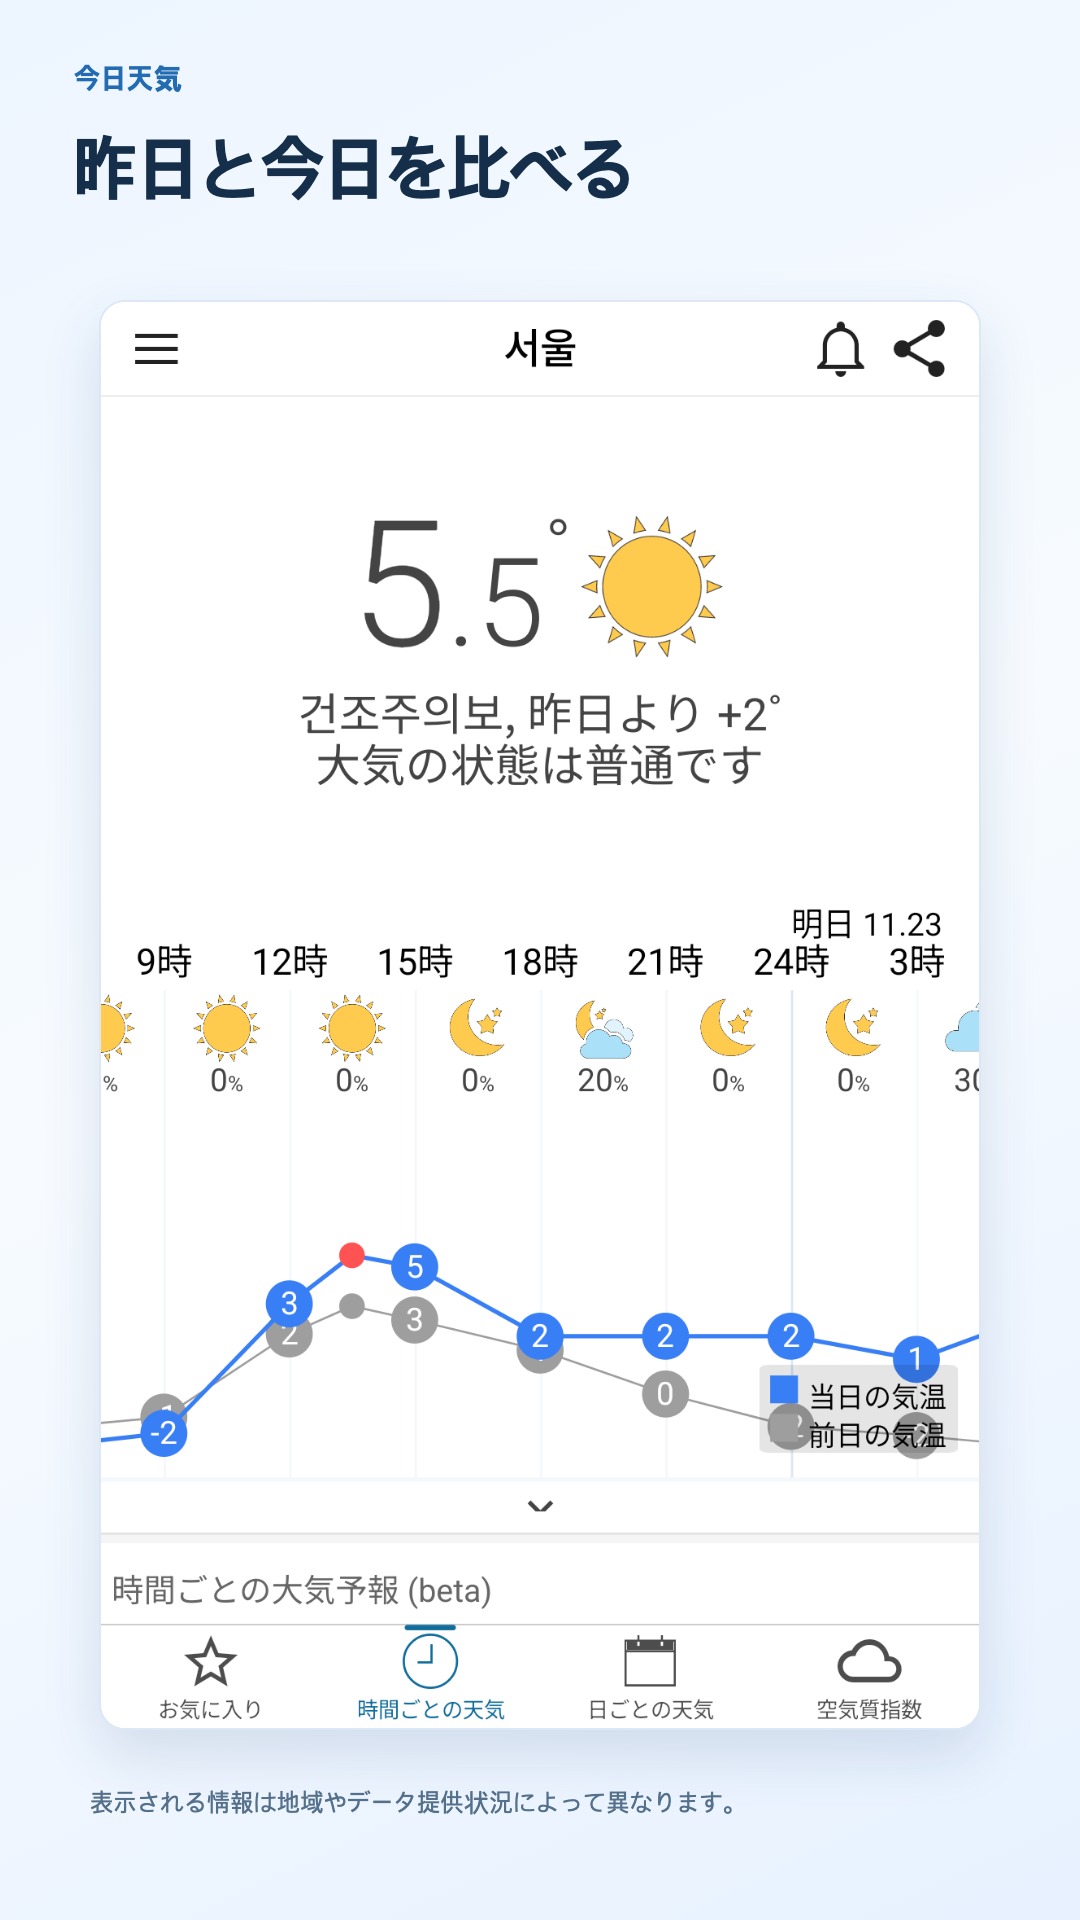 今日天気
昨日と今日を比べる
서울
5.5°
건조주의보, 昨日より +2°
大気の状態は普通です
明日 11.23
9時 12時 15時 18時 21時 24時 3時
% 0% 0% 0% 20% 0% 0% 30
5
3
3
2
2 2 2
1
0
-2
当日の気温
前日の気温
時間ごとの大気予報 (beta)
お気に入り 時間ごとの天気 日ごとの天気 空気質指数
表示される情報は地域やデータ提供状況によって異なります。